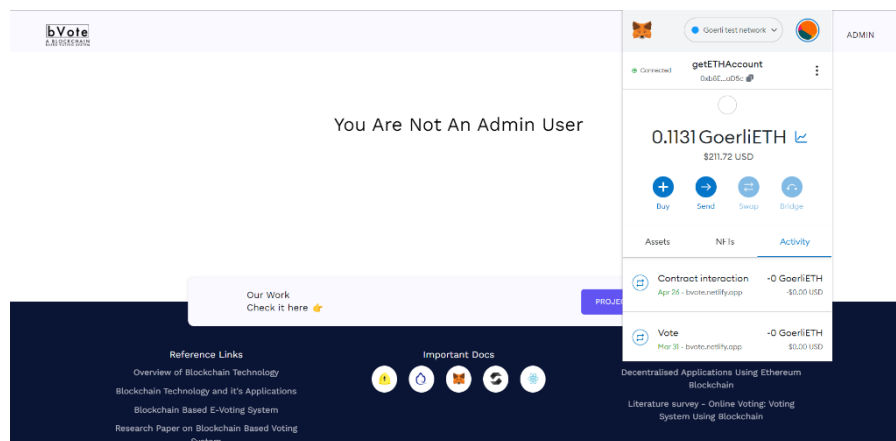 bVote
A BLOCKCHAIN
BASED VOTING SYSTEM
ADMIN
You Are Not An Admin User
Goerli test network
Connected
getETHAccount
0.1131 GoerliETH
$211.72 USD
Buy
Send
Swap
Bridge
Assets
NFTs
Activity
Contract interaction
-0 GoerliETH
Apr 26 · bvote.netlify.app
-$0.00 USD
Vote
-0 GoerliETH
Mar 31 · bvote.netlify.app
$0.00 USD
Our Work
Check it here 👉
PROJE
Reference Links
Overview of Blockchain Technology
Blockchain Technology and it's Applications
Blockchain Based E-Voting System
Research Paper on Blockchain Based Voting
System
Important Docs
Decentralised Applications Using Ethereum
Blockchain
Literature survey - Online Voting: Voting
System Using Blockchain